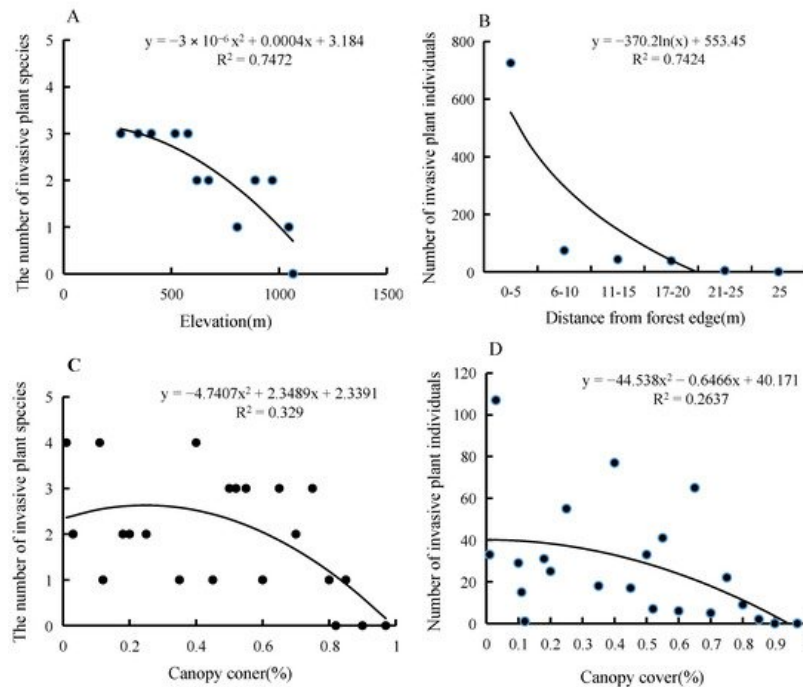 A
y = −3 × 10⁻⁶ x² + 0.0004x + 3.184
R² = 0.7472
The number of invasive plant species
5
4
3
2
1
0
0 500 1000 1500
Elevation(m)
B
y = −370.2ln(x) + 553.45
R² = 0.7424
Number of invasive plant individuals
800
600
400
200
0
0-5 6-10 11-15 17-20 21-25 25
Distance from forest edge(m)
C
y = −4.7407x² + 2.3489x + 2.3391
R² = 0.329
The number of invasive plant species
5
4
3
2
1
0
0 0.2 0.4 0.6 0.8 1
Canopy coner(%)
D
y = −44.538x² − 0.6466x + 40.171
R² = 0.2637
Number of invasive plant individuals
120
100
80
60
40
20
0
0 0.1 0.2 0.3 0.4 0.5 0.6 0.7 0.8 0.9 1
Canopy cover(%)